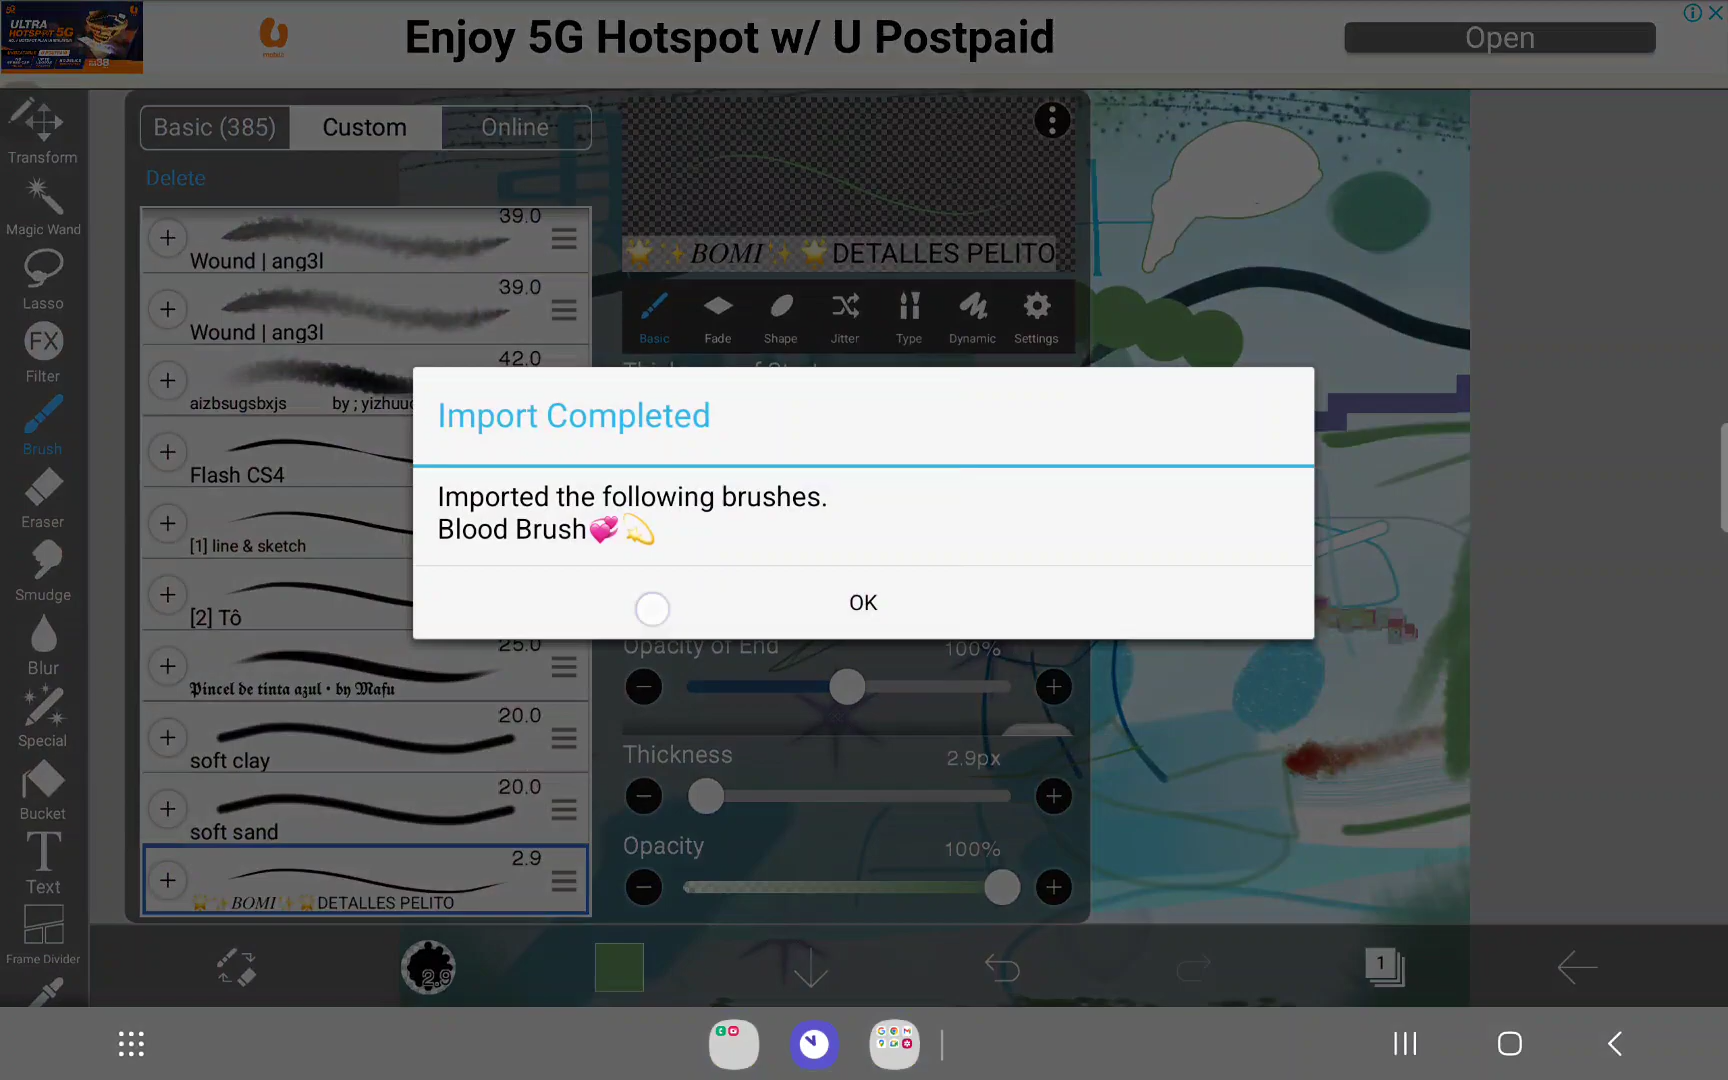 ULTRA
HOTSPOT 5G
Enjoy 5G Hotspot w/ U Postpaid
Open
Transform
Magic Wand
Lasso
FX
Filter
Brush
Eraser
Smudge
Blur
Special
Bucket
T
Text
Frame Divider
Basic (385)
Custom
Online
Delete
39.0
Wound | ang3l
39.0
Wound | ang3l
42.0
aizbsugsbxjs by ; yizhuu
Flash CS4
[1] line & sketch
[2] Tô
25.0
𝕻incel de tinta azul • by Mafu
20.0
soft clay
20.0
soft sand
2.9
🌟✨BOMI✨🌟DETALLES PELITO
🌟✨BOMI✨🌟DETALLES PELITO
Basic
Fade
Shape
Jitter
Type
Dynamic
Settings
Import Completed
Imported the following brushes.
Blood Brush💞💫
OK
Opacity of End 100%
Thickness 2.9px
Opacity 100%
2.9
1